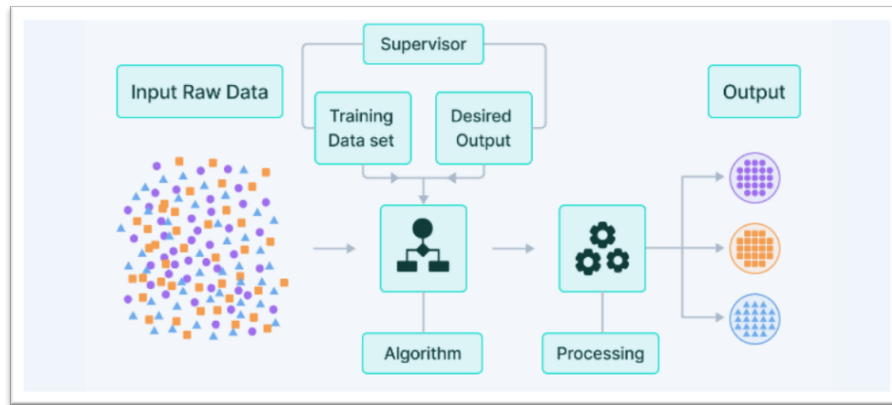 Supervisor
Input Raw Data
Training
Data set
Desired
Output
Output
Algorithm
Processing